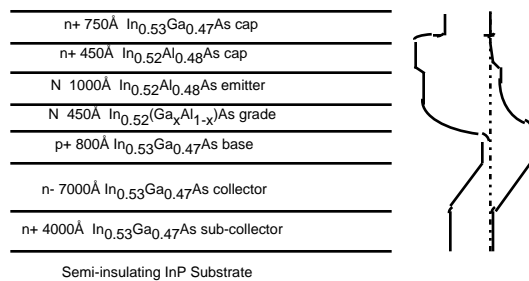 n+ 750Å In0.53Ga0.47As cap
n+ 450Å In0.52Al0.48As cap
N 1000Å In0.52Al0.48As emitter
N 450Å In0.52(GaxAl1-x)As grade
p+ 800Å In0.53Ga0.47As base
n- 7000Å In0.53Ga0.47As collector
n+ 4000Å In0.53Ga0.47As sub-collector
Semi-insulating InP Substrate